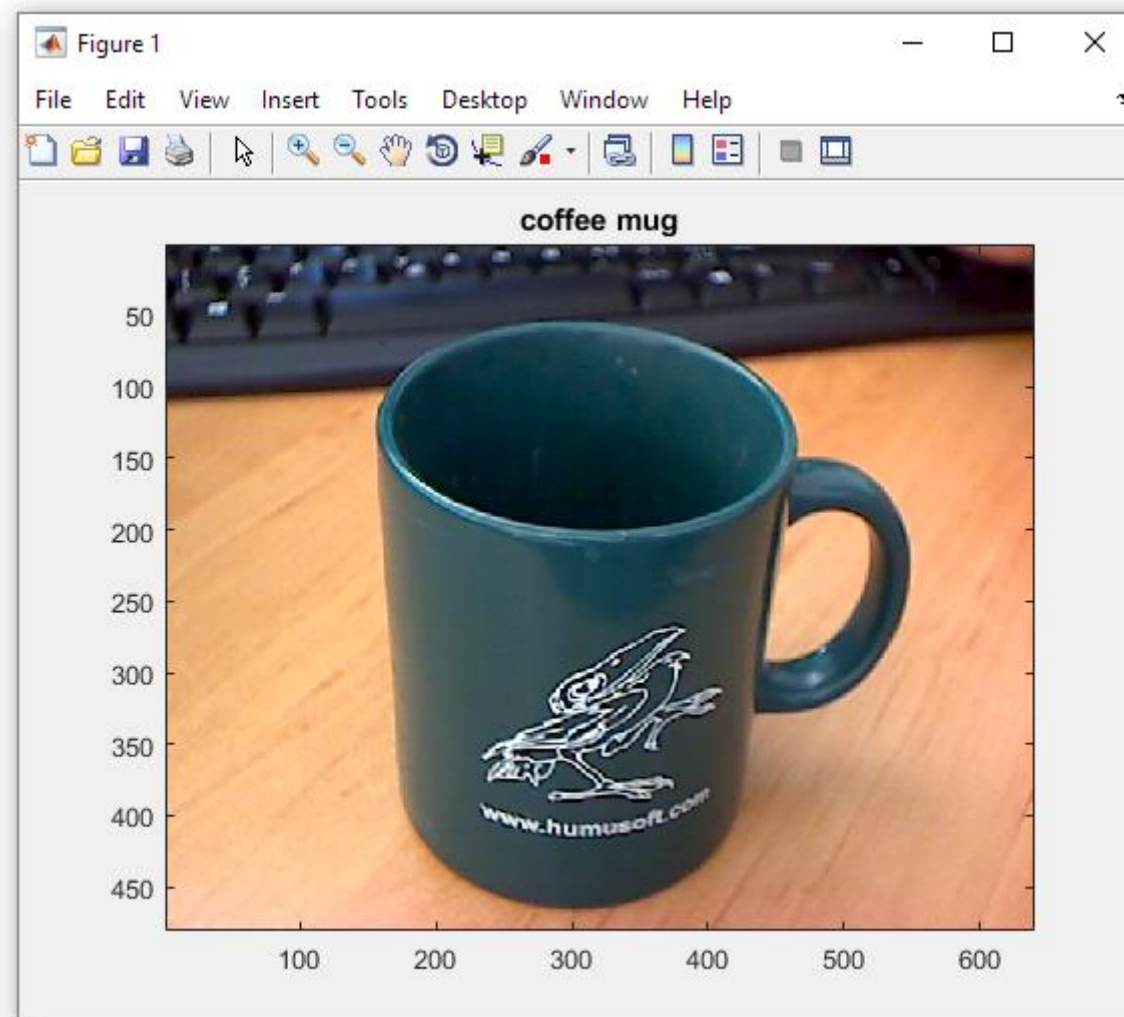 Figure 1
File Edit View Insert Tools Desktop Window Help
coffee mug
50
100
150
200
250
300
350
400
450
www.humusoft.com
100 200 300 400 500 600